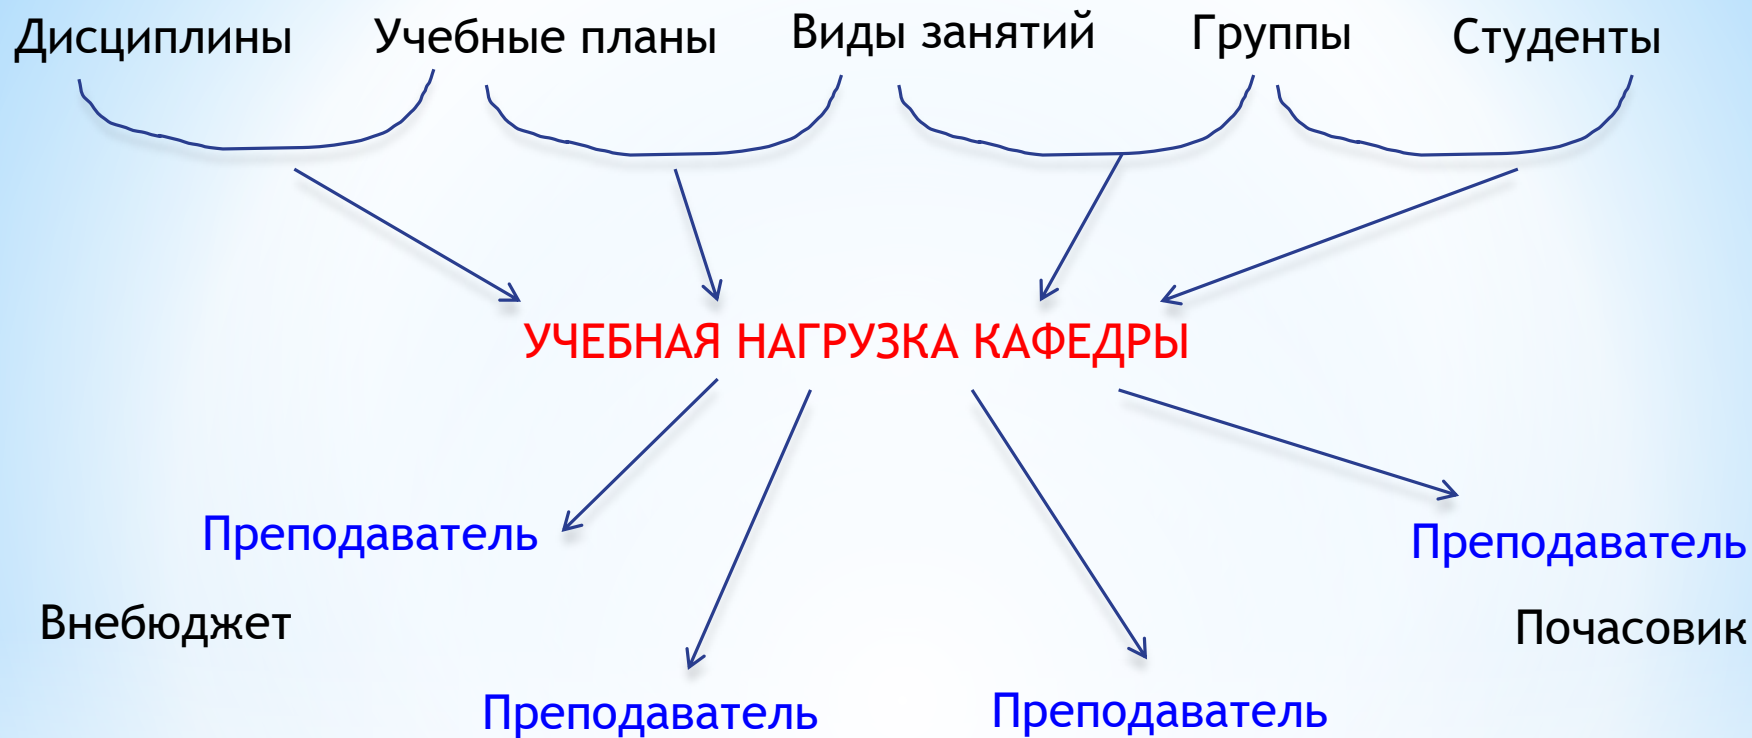 Дисциплины
Учебные планы
Виды занятий
Группы
Студенты
УЧЕБНАЯ НАГРУЗКА КАФЕДРЫ
Преподаватель
Преподаватель
Внебюджет
Почасовик
Преподаватель
Преподаватель